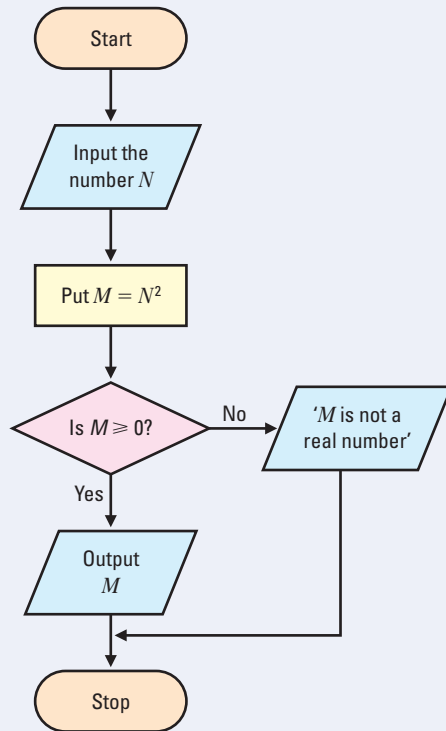 Start
Input the
number N
Put M = N²
Is M ⩾ 0?
No
'M is not a
real number'
Yes
Output
M
Stop